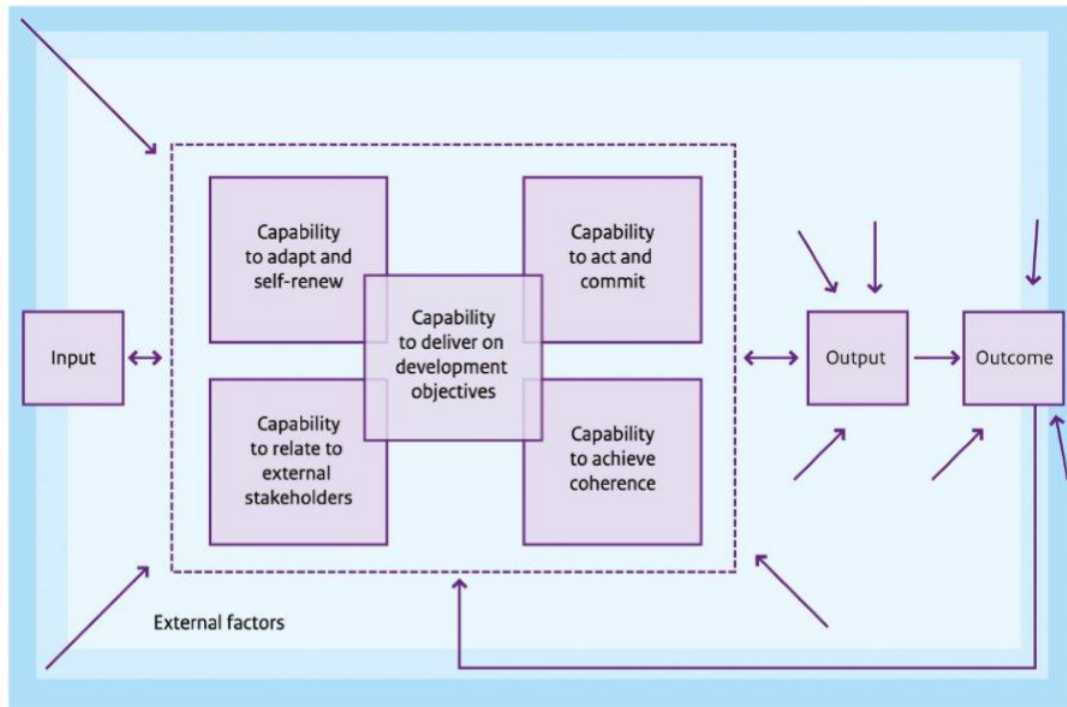 Capability
to adapt and
self-renew
Capability
to act and
commit
Capability
to deliver on
development
objectives
Input
Output
Outcome
Capability
to relate to
external
stakeholders
Capability
to achieve
coherence
External factors